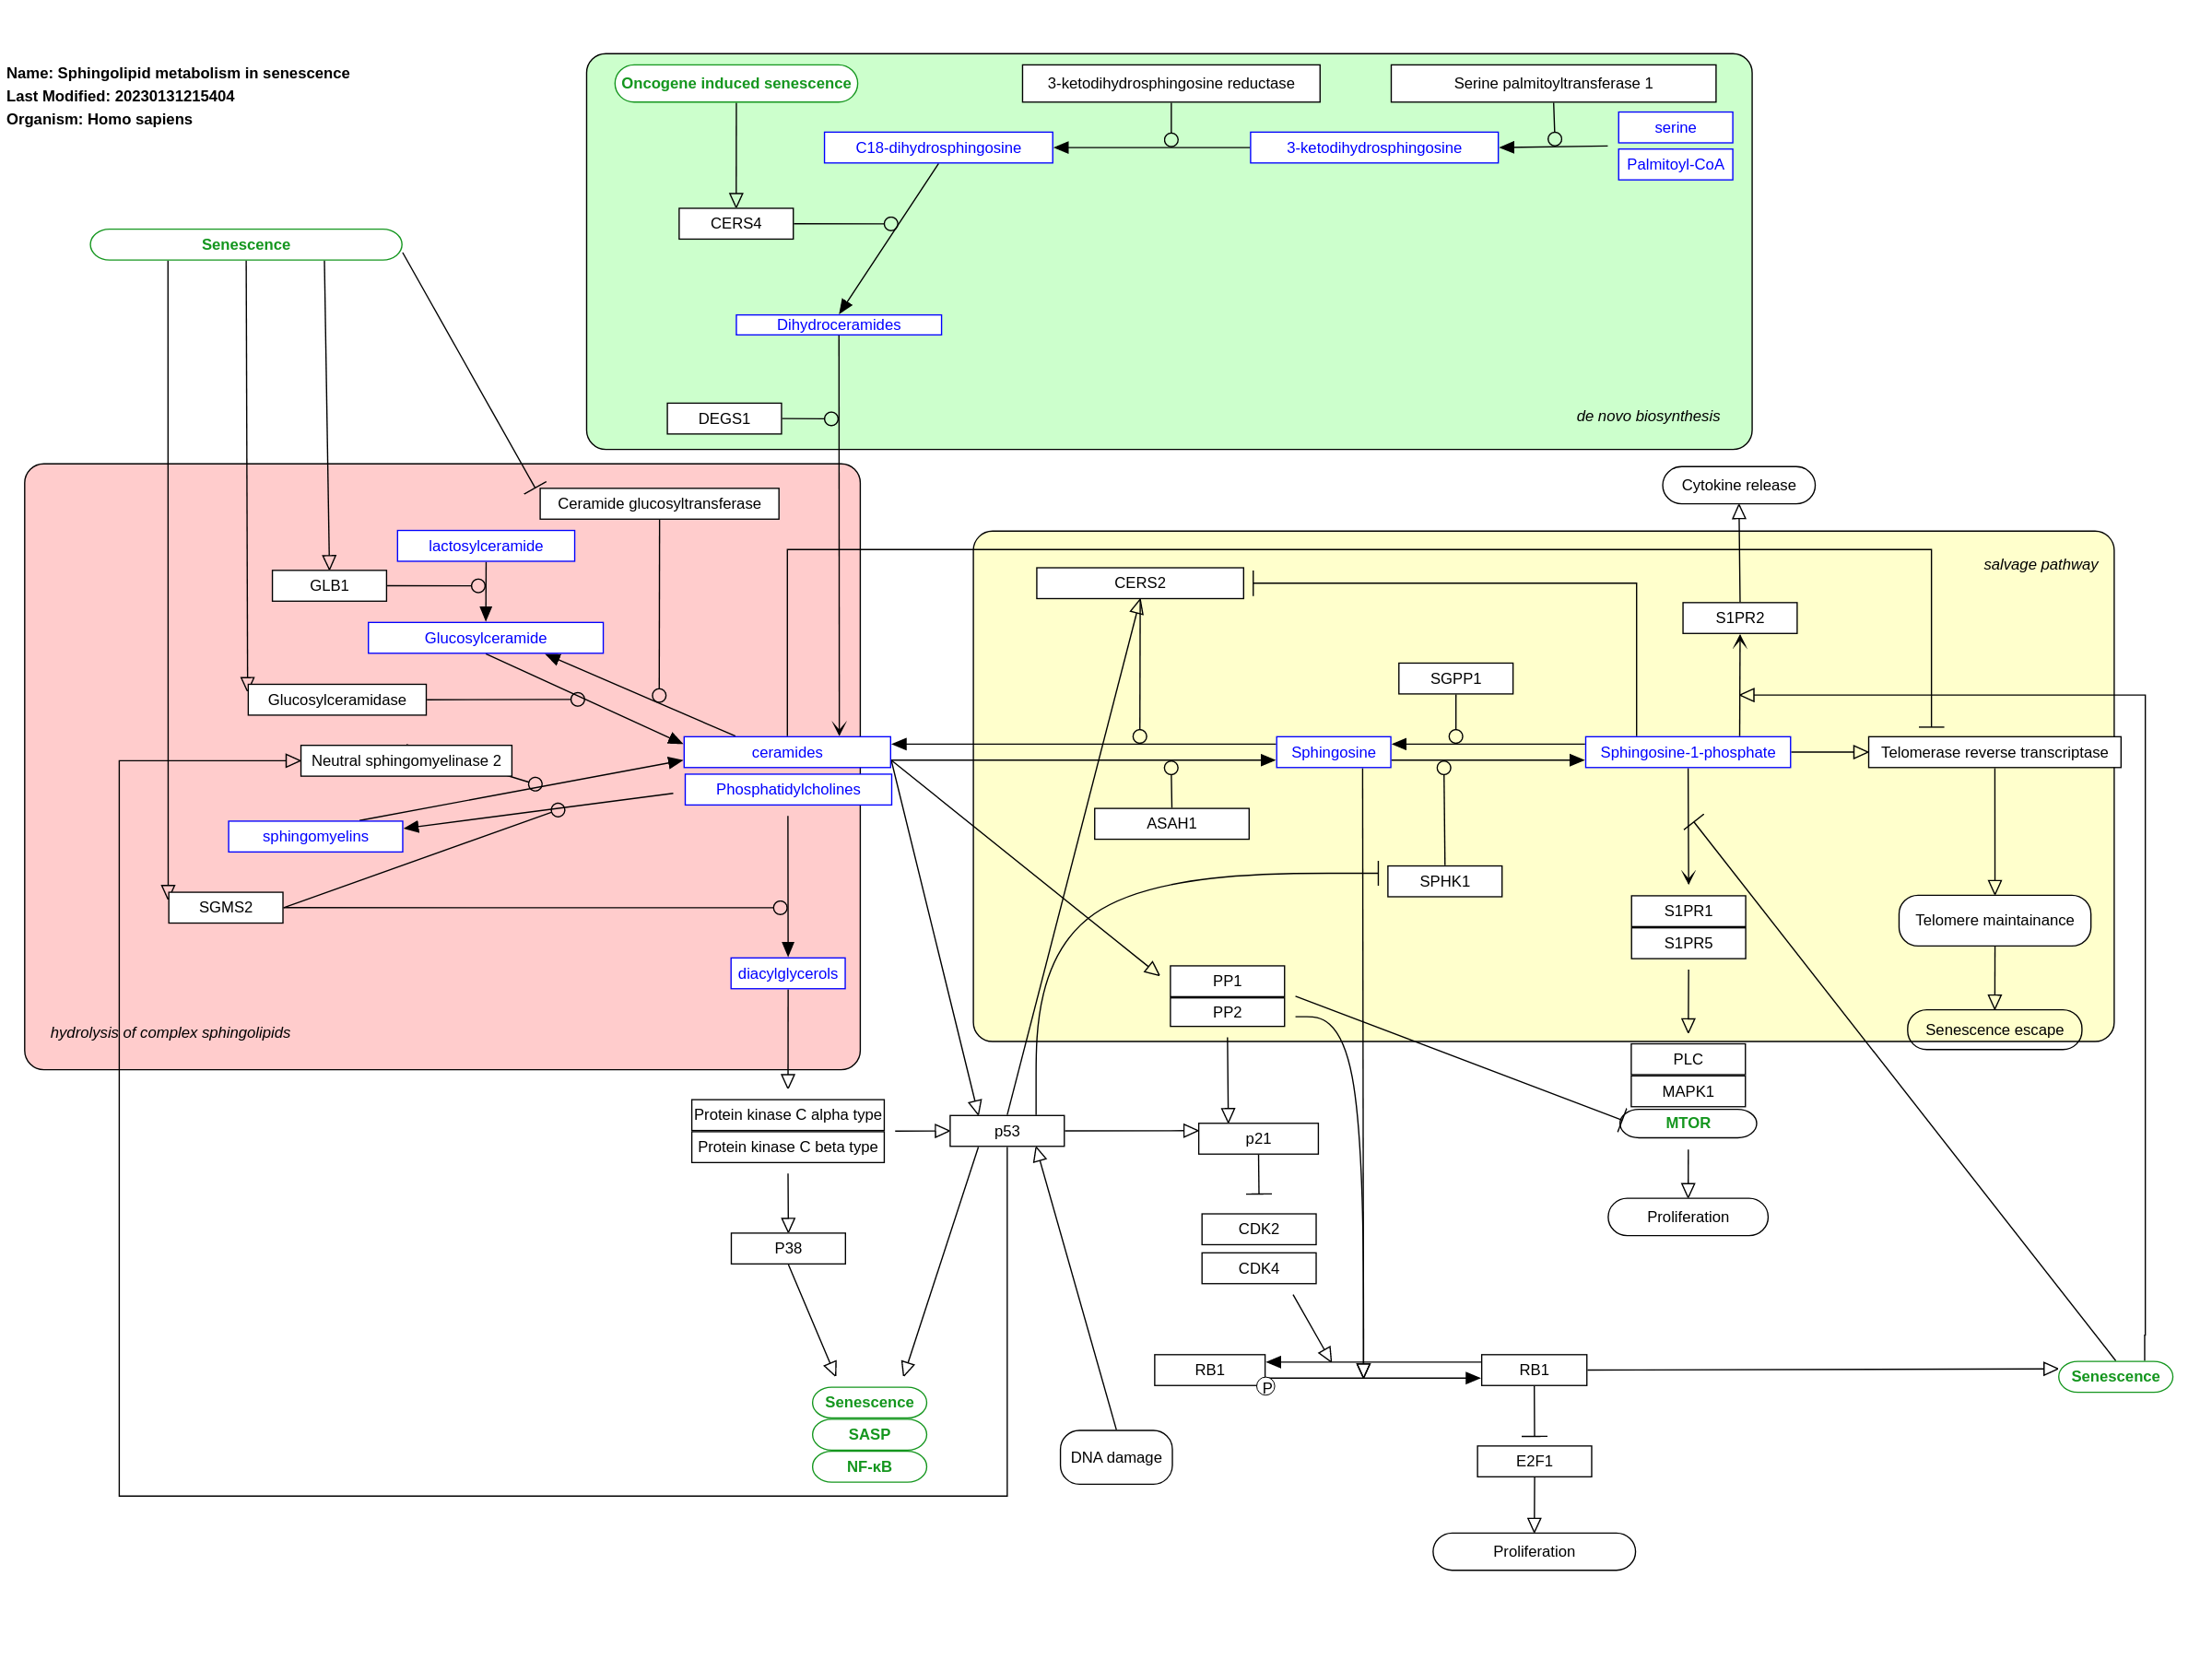 Name: Sphingolipid metabolism in senescence
Last Modified: 20230131215404
Organism: Homo sapiens
Oncogene induced senescence
3-ketodihydrosphingosine reductase
Serine palmitoyltransferase 1
serine
C18-dihydrosphingosine
3-ketodihydrosphingosine
Palmitoyl-CoA
CERS4
Senescence
Dihydroceramides
DEGS1
de novo biosynthesis
Cytokine release
Ceramide glucosyltransferase
lactosylceramide
salvage pathway
GLB1
CERS2
S1PR2
Glucosylceramide
SGPP1
Glucosylceramidase
ceramides
Sphingosine
Sphingosine-1-phosphate
Telomerase reverse transcriptase
Neutral sphingomyelinase 2
Phosphatidylcholines
sphingomyelins
ASAH1
SPHK1
SGMS2
S1PR1
Telomere maintainance
S1PR5
diacylglycerols
PP1
PP2
hydrolysis of complex sphingolipids
Senescence escape
PLC
MAPK1
Protein kinase C alpha type
MTOR
p53
p21
Protein kinase C beta type
Proliferation
CDK2
P38
CDK4
RB1
P
RB1
Senescence
Senescence
SASP
NF-κB
DNA damage
E2F1
Proliferation